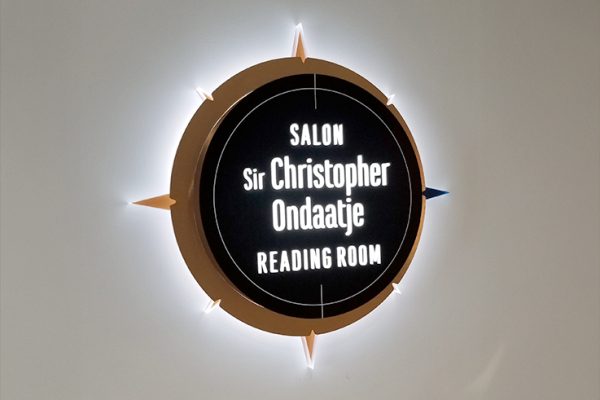 SALON
Sir Christopher
Ondaatje
READING ROOM